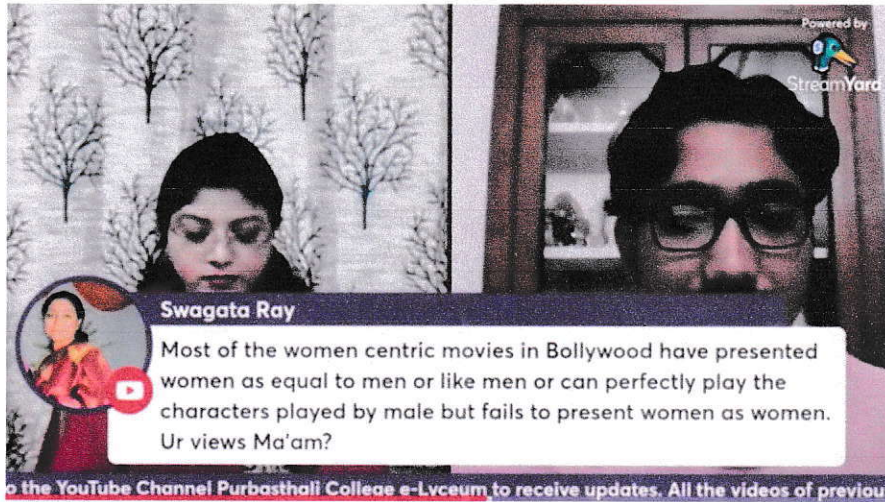 Powered by
StreamYard
Swagata Ray
Most of the women centric movies in Bollywood have presented
women as equal to men or like men or can perfectly play the
characters played by male but fails to present women as women.
Ur views Ma'am?
o the YouTube Channel Purbasthali College e-Lyceum to receive updates. All the videos of previou